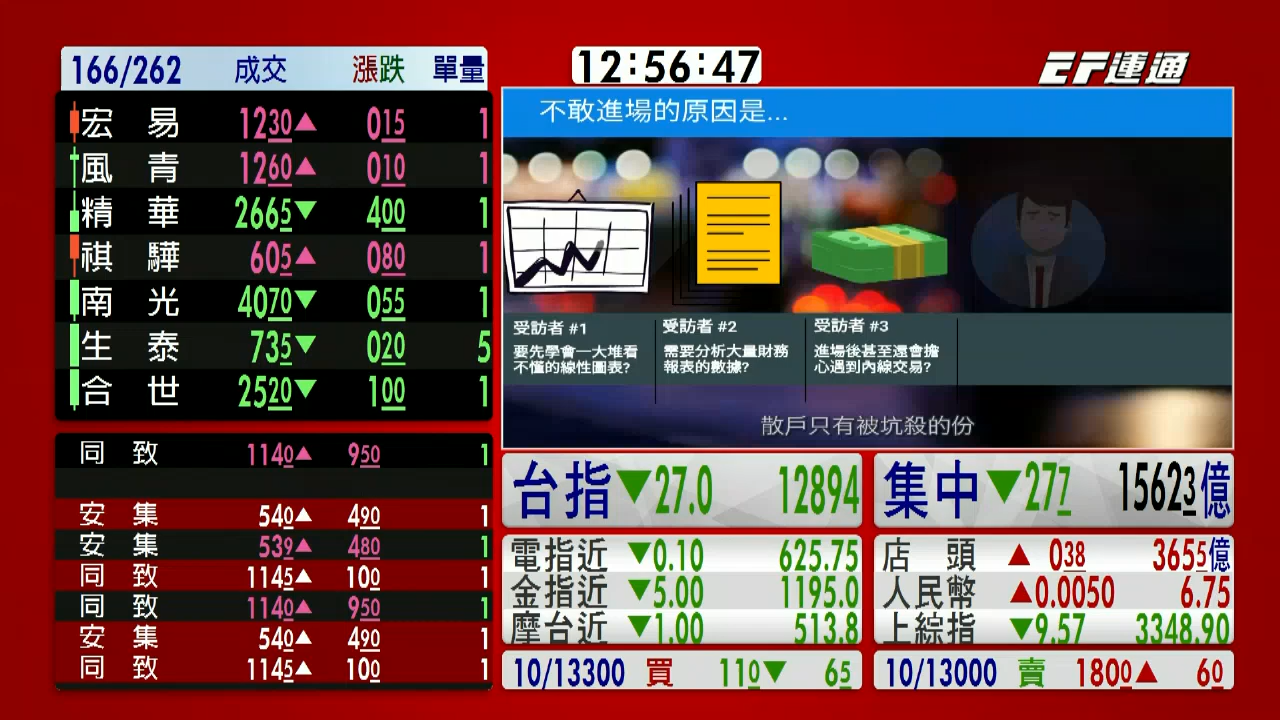 166/262 成交 漲跌 單量
宏易 1230▲ 015 1
風青 1260▲ 010 1
精華 2665▼ 400 1
祺驊 605▲ 080 1
南光 4070▼ 055 1
生泰 735▼ 020 5
合世 2520▼ 100 1
同致 1140▲ 950 1
安集 540▲ 490 1
安集 539▲ 480 1
同致 1145▲ 100 1
同致 1140▲ 950 1
安集 540▲ 490 1
同致 1145▲ 100 1
12:56:47
EF運通
不敢進場的原因是...
受訪者 #1
要先學會一大堆看
不懂的線性圖表?
受訪者 #2
需要分析大量財務
報表的數據?
受訪者 #3
進場後甚至還會擔
心遇到內線交易?
散戶只有被坑殺的份
台指▼27.0 12894
集中▼277 15623億
電指近 ▼0.10 625.75
金指近 ▼5.00 1195.0
摩台近 ▼1.00 513.8
店頭 ▲ 038 3655億
人民幣 ▲0.0050 6.75
上綜指 ▼9.57 3348.90
10/13300 買 110▼ 65
10/13000 賣 1800▲ 60